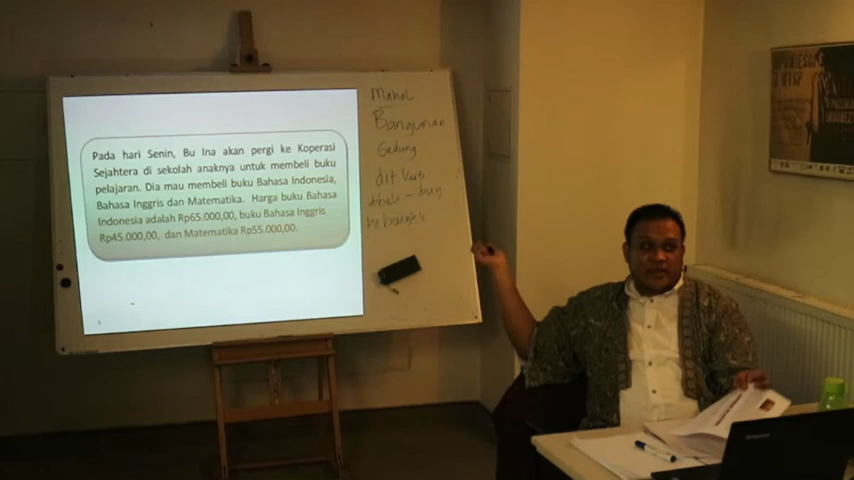 Pada hari Senin, Bu Ina akan pergi ke Koperasi
Sejahtera di sekolah anaknya untuk membeli buku
pelajaran. Dia mau membeli buku Bahasa Indonesia,
Bahasa Inggris dan Matematika. Harga buku Bahasa
Indonesia adalah Rp65.000,00, buku Bahasa Inggris
Rp45.000,00, dan Matematika Rp55.000,00.
Mahal
Bangunan
Gedung
di+ Verb
dibeli - buy